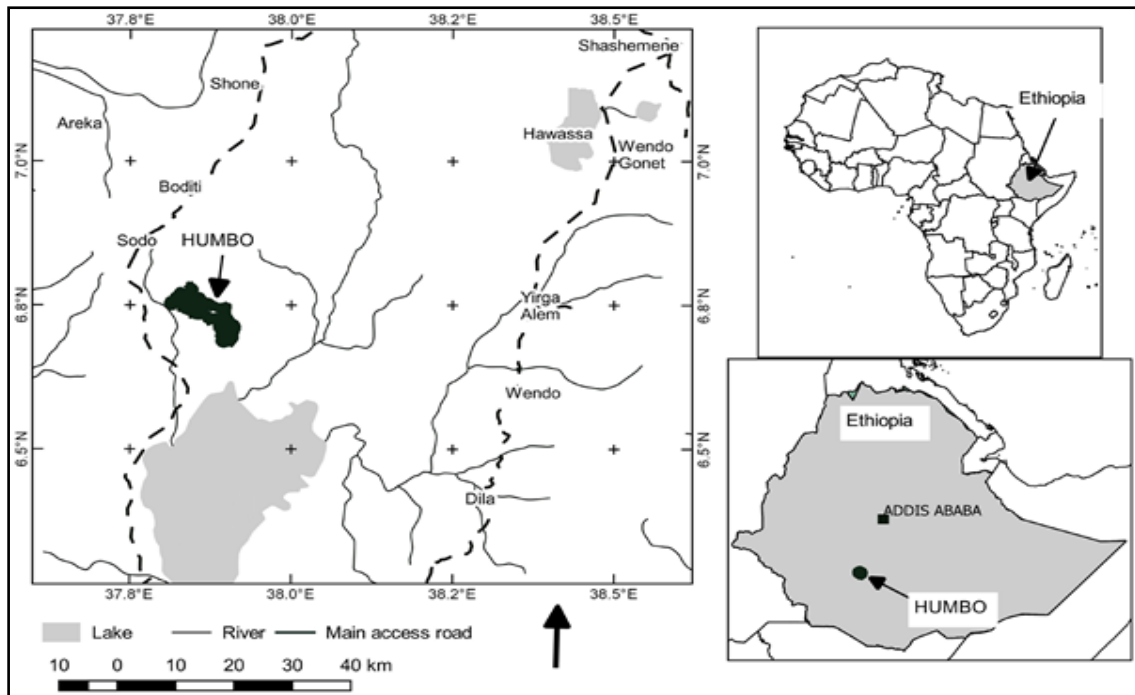 37.8°E 38.0°E 38.2°E 38.5°E
Shashemene
Shone
Areka
Hawassa
Wendo
Gonet
7.0°N 7.0°N
Boditi
Sodo
HUMBO
6.8°N 6.8°N
Yirga
Alem
Wendo
6.5°N 6.5°N
Dila
37.8°E 38.0°E 38.2°E 38.5°E
Lake River Main access road
10 0 10 20 30 40 km
Ethiopia
Ethiopia
ADDIS ABABA
HUMBO